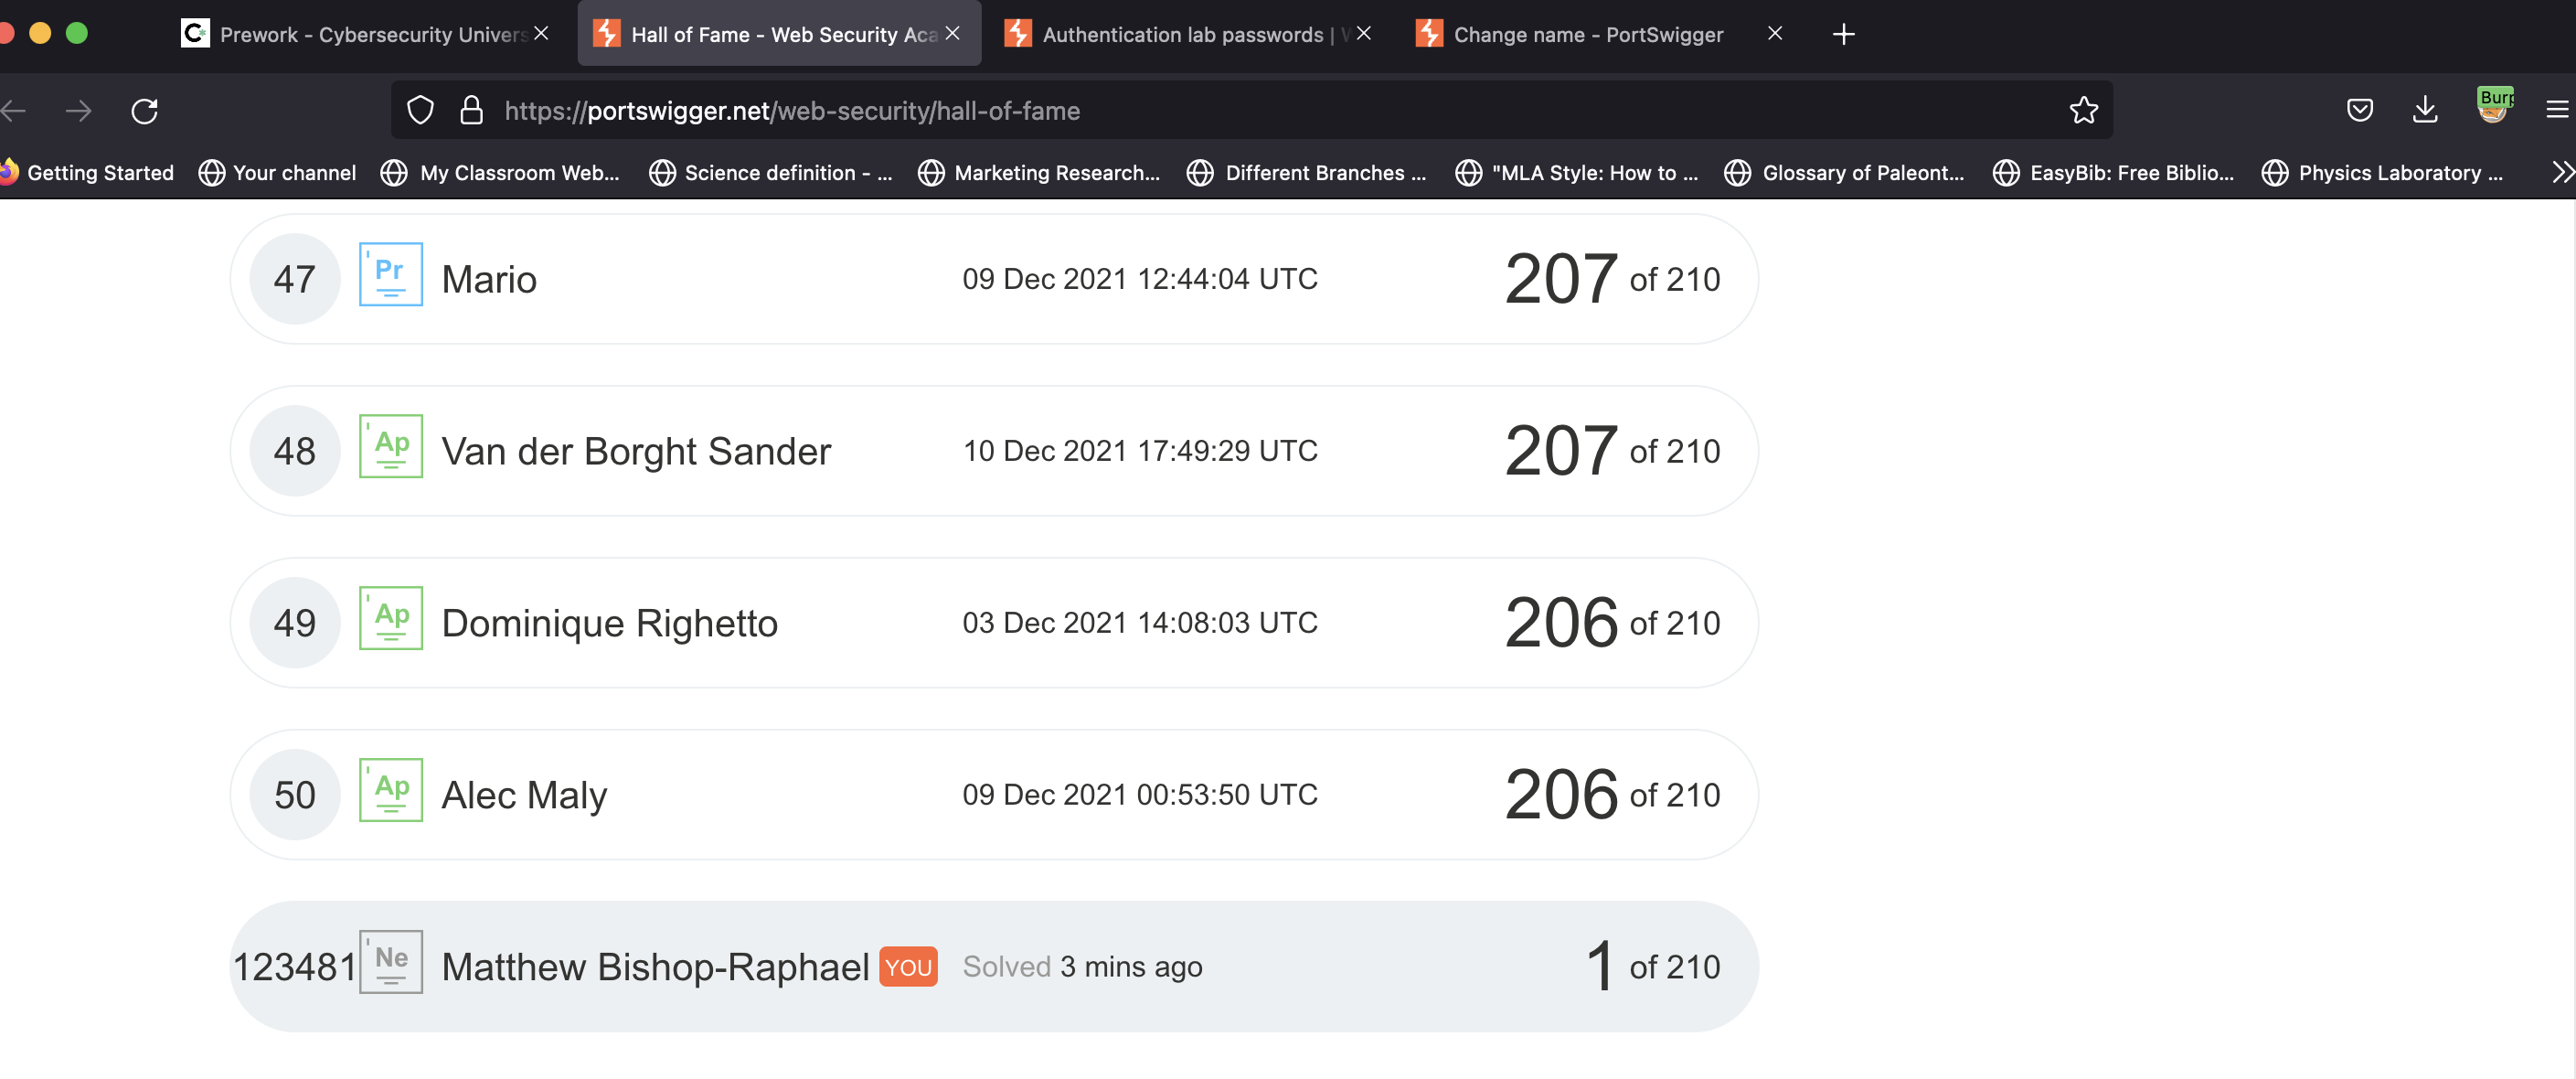 Prework - Cybersecurity Univers
Hall of Fame - Web Security Aca
Authentication lab passwords |
Change name - PortSwigger
https://portswigger.net/web-security/hall-of-fame
Burp
Getting Started
Your channel
My Classroom Web...
Science definition - ...
Marketing Research...
Different Branches ...
"MLA Style: How to ...
Glossary of Paleont...
EasyBib: Free Biblio...
Physics Laboratory ...
47 Pr Mario 09 Dec 2021 12:44:04 UTC 207 of 210
48 Ap Van der Borght Sander 10 Dec 2021 17:49:29 UTC 207 of 210
49 Ap Dominique Righetto 03 Dec 2021 14:08:03 UTC 206 of 210
50 Ap Alec Maly 09 Dec 2021 00:53:50 UTC 206 of 210
123481 Ne Matthew Bishop-Raphael YOU Solved 3 mins ago 1 of 210